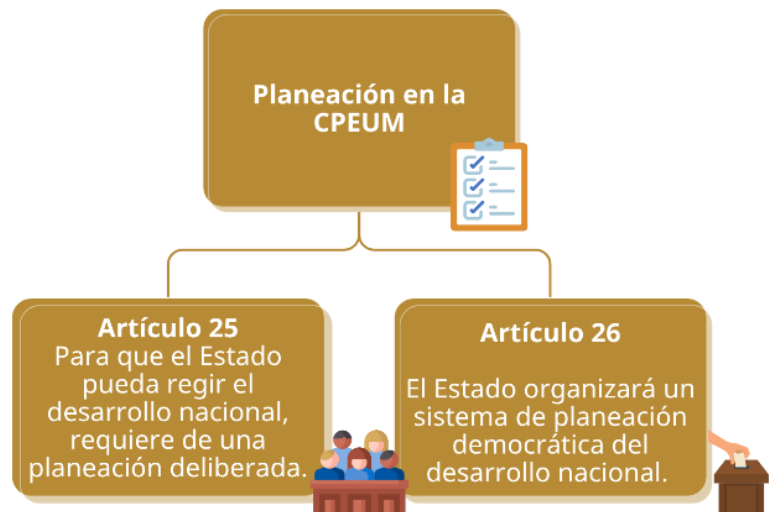 Planeación en la
CPEUM
Artículo 25
Para que el Estado
pueda regir el
desarrollo nacional,
requiere de una
planeación deliberada.
Artículo 26
El Estado organizará un
sistema de planeación
democrática del
desarrollo nacional.